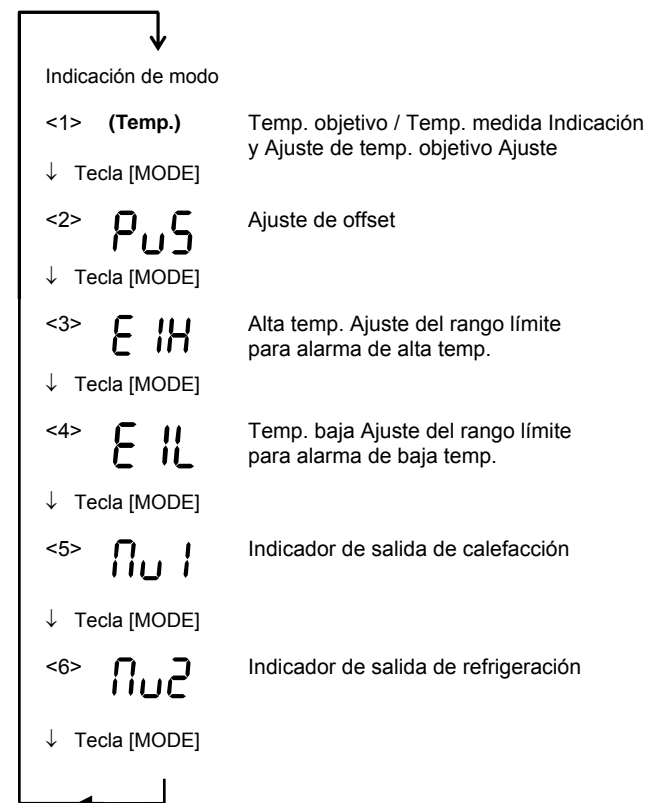 Indicación de modo
<1> (Temp.) Temp. objetivo / Temp. medida Indicación
y Ajuste de temp. objetivo Ajuste
↓ Tecla [MODE]
<2> PuS Ajuste de offset
↓ Tecla [MODE]
<3> E1H Alta temp. Ajuste del rango límite
para alarma de alta temp.
↓ Tecla [MODE]
<4> E1L Temp. baja Ajuste del rango límite
para alarma de baja temp.
↓ Tecla [MODE]
<5> Mu1 Indicador de salida de calefacción
↓ Tecla [MODE]
<6> Mu2 Indicador de salida de refrigeración
↓ Tecla [MODE]